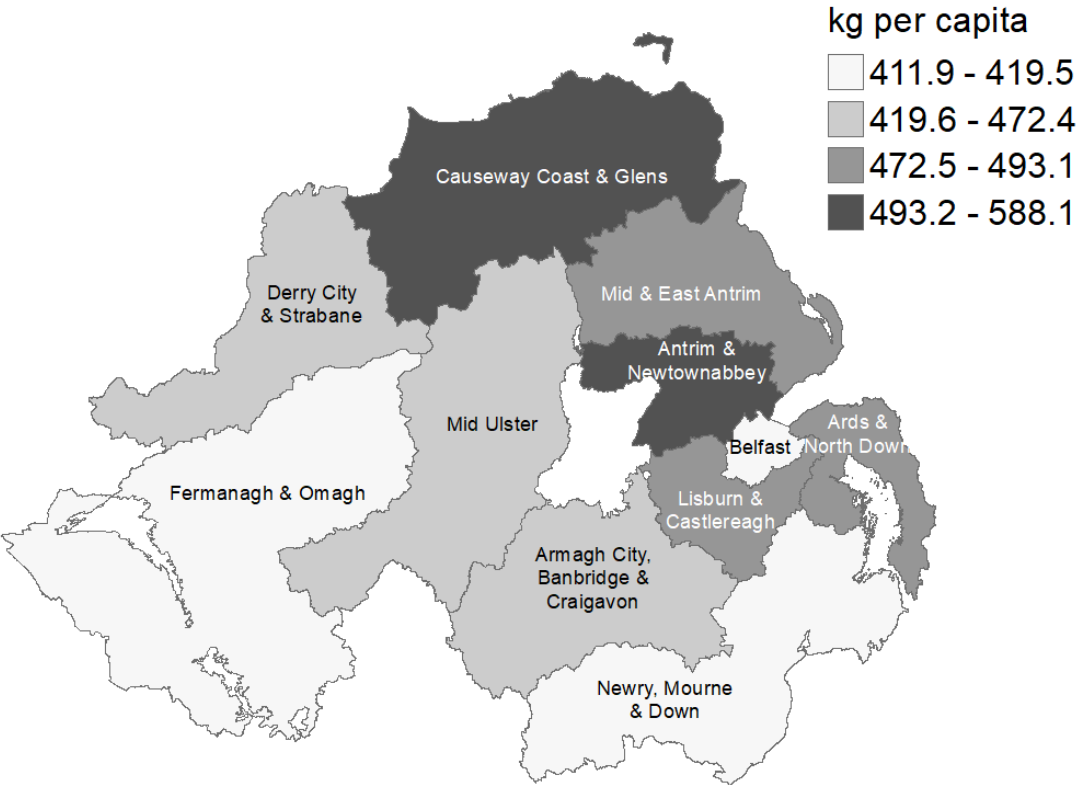 kg per capita
411.9 - 419.5
419.6 - 472.4
472.5 - 493.1
493.2 - 588.1
Causeway Coast & Glens
Derry City
& Strabane
Mid & East Antrim
Antrim &
Newtownabbey
Mid Ulster
Belfast
Ards &
North Down
Fermanagh & Omagh
Lisburn &
Castlereagh
Armagh City,
Banbridge &
Craigavon
Newry, Mourne
& Down